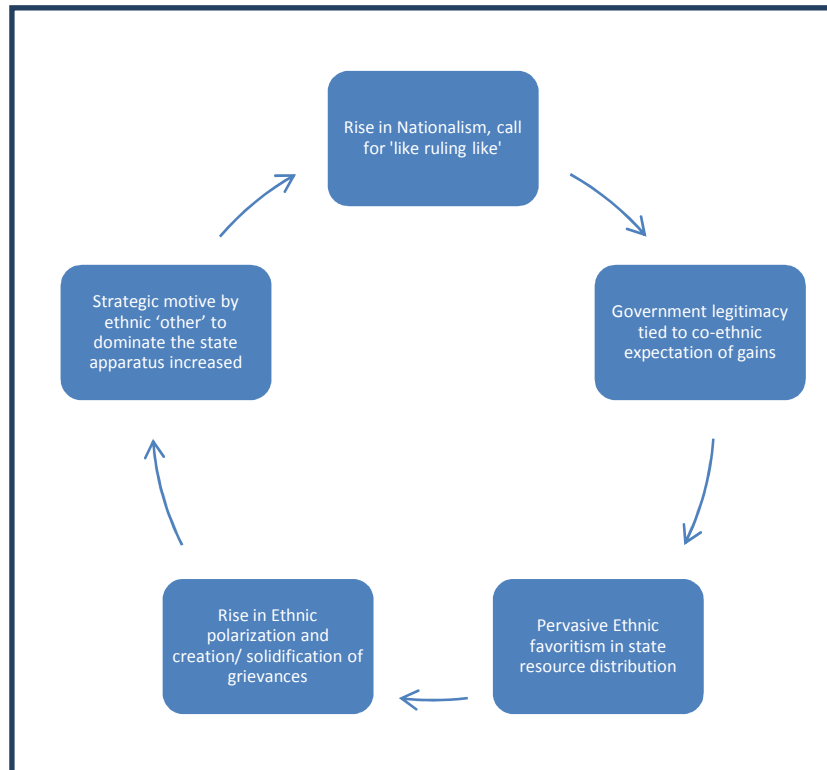 Rise in Nationalism, call
for 'like ruling like'
Government legitimacy
tied to co-ethnic
expectation of gains
Pervasive Ethnic
favoritism in state
resource distribution
Rise in Ethnic
polarization and
creation/ solidification of
grievances
Strategic motive by
ethnic ‘other’ to
dominate the state
apparatus increased